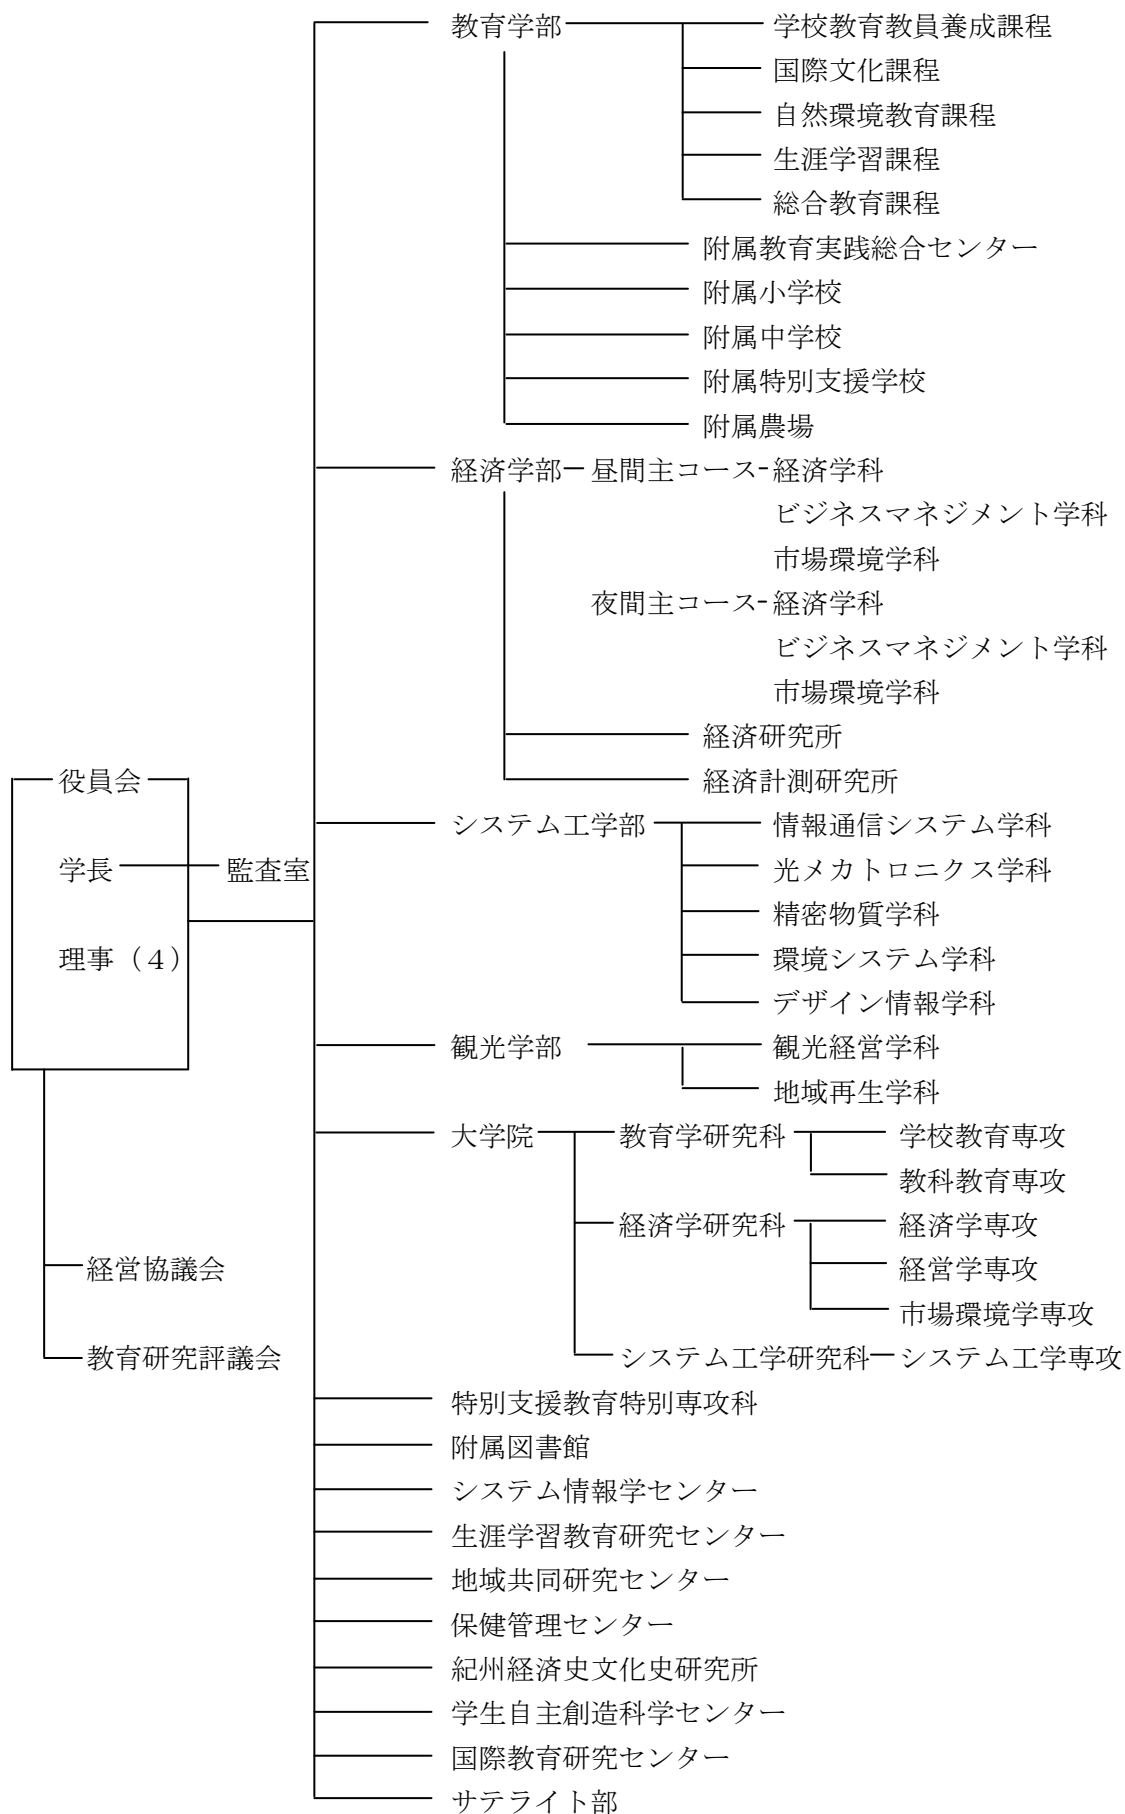 教育学部 学校教育教員養成課程
国際文化課程
自然環境教育課程
生涯学習課程
総合教育課程
附属教育実践総合センター
附属小学校
附属中学校
附属特別支援学校
附属農場
経済学部 昼間主コース 経済学科
ビジネスマネジメント学科
市場環境学科
夜間主コース 経済学科
ビジネスマネジメント学科
市場環境学科
経済研究所
役員会 経済計測研究所
システム工学部 情報通信システム学科
学長 監査室 光メカトロニクス学科
精密物質学科
理事(4) 環境システム学科
デザイン情報学科
観光学部 観光経営学科
地域再生学科
大学院 教育学研究科 学校教育専攻
教科教育専攻
経済学研究科 経済学専攻
経営協議会 経営学専攻
市場環境学専攻
教育研究評議会 システム工学研究科 システム工学専攻
特別支援教育特別専攻科
附属図書館
システム情報学センター
生涯学習教育研究センター
地域共同研究センター
保健管理センター
紀州経済史文化史研究所
学生自主創造科学センター
国際教育研究センター
サテライト部